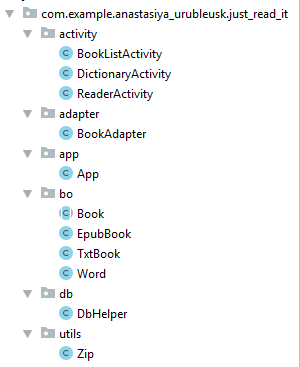 com.example.anastasiya_urubleusk.just_read_it
activity
BookListActivity
DictionaryActivity
ReaderActivity
adapter
BookAdapter
app
App
bo
Book
EpubBook
TxtBook
Word
db
DbHelper
utils
Zip